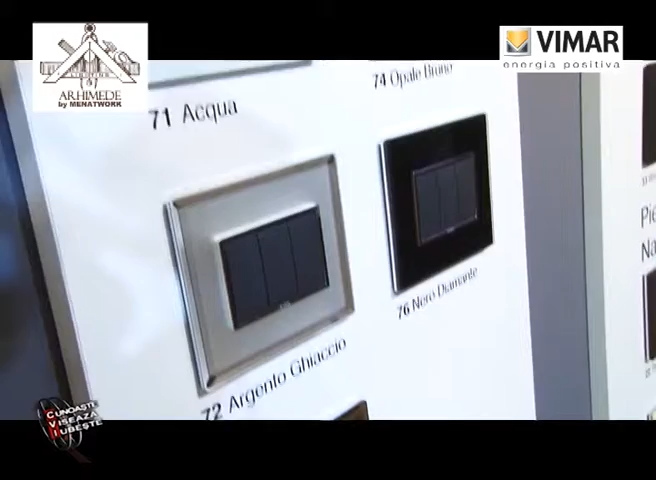 ARHIMEDE
by MENATWORK
VIMAR
energia positiva
71 Acqua
74 Opale Bruno
72 Argento Ghiaccio
76 Nero Diamante
CUNOAȘTE
VISEAZĂ
IUBEȘTE